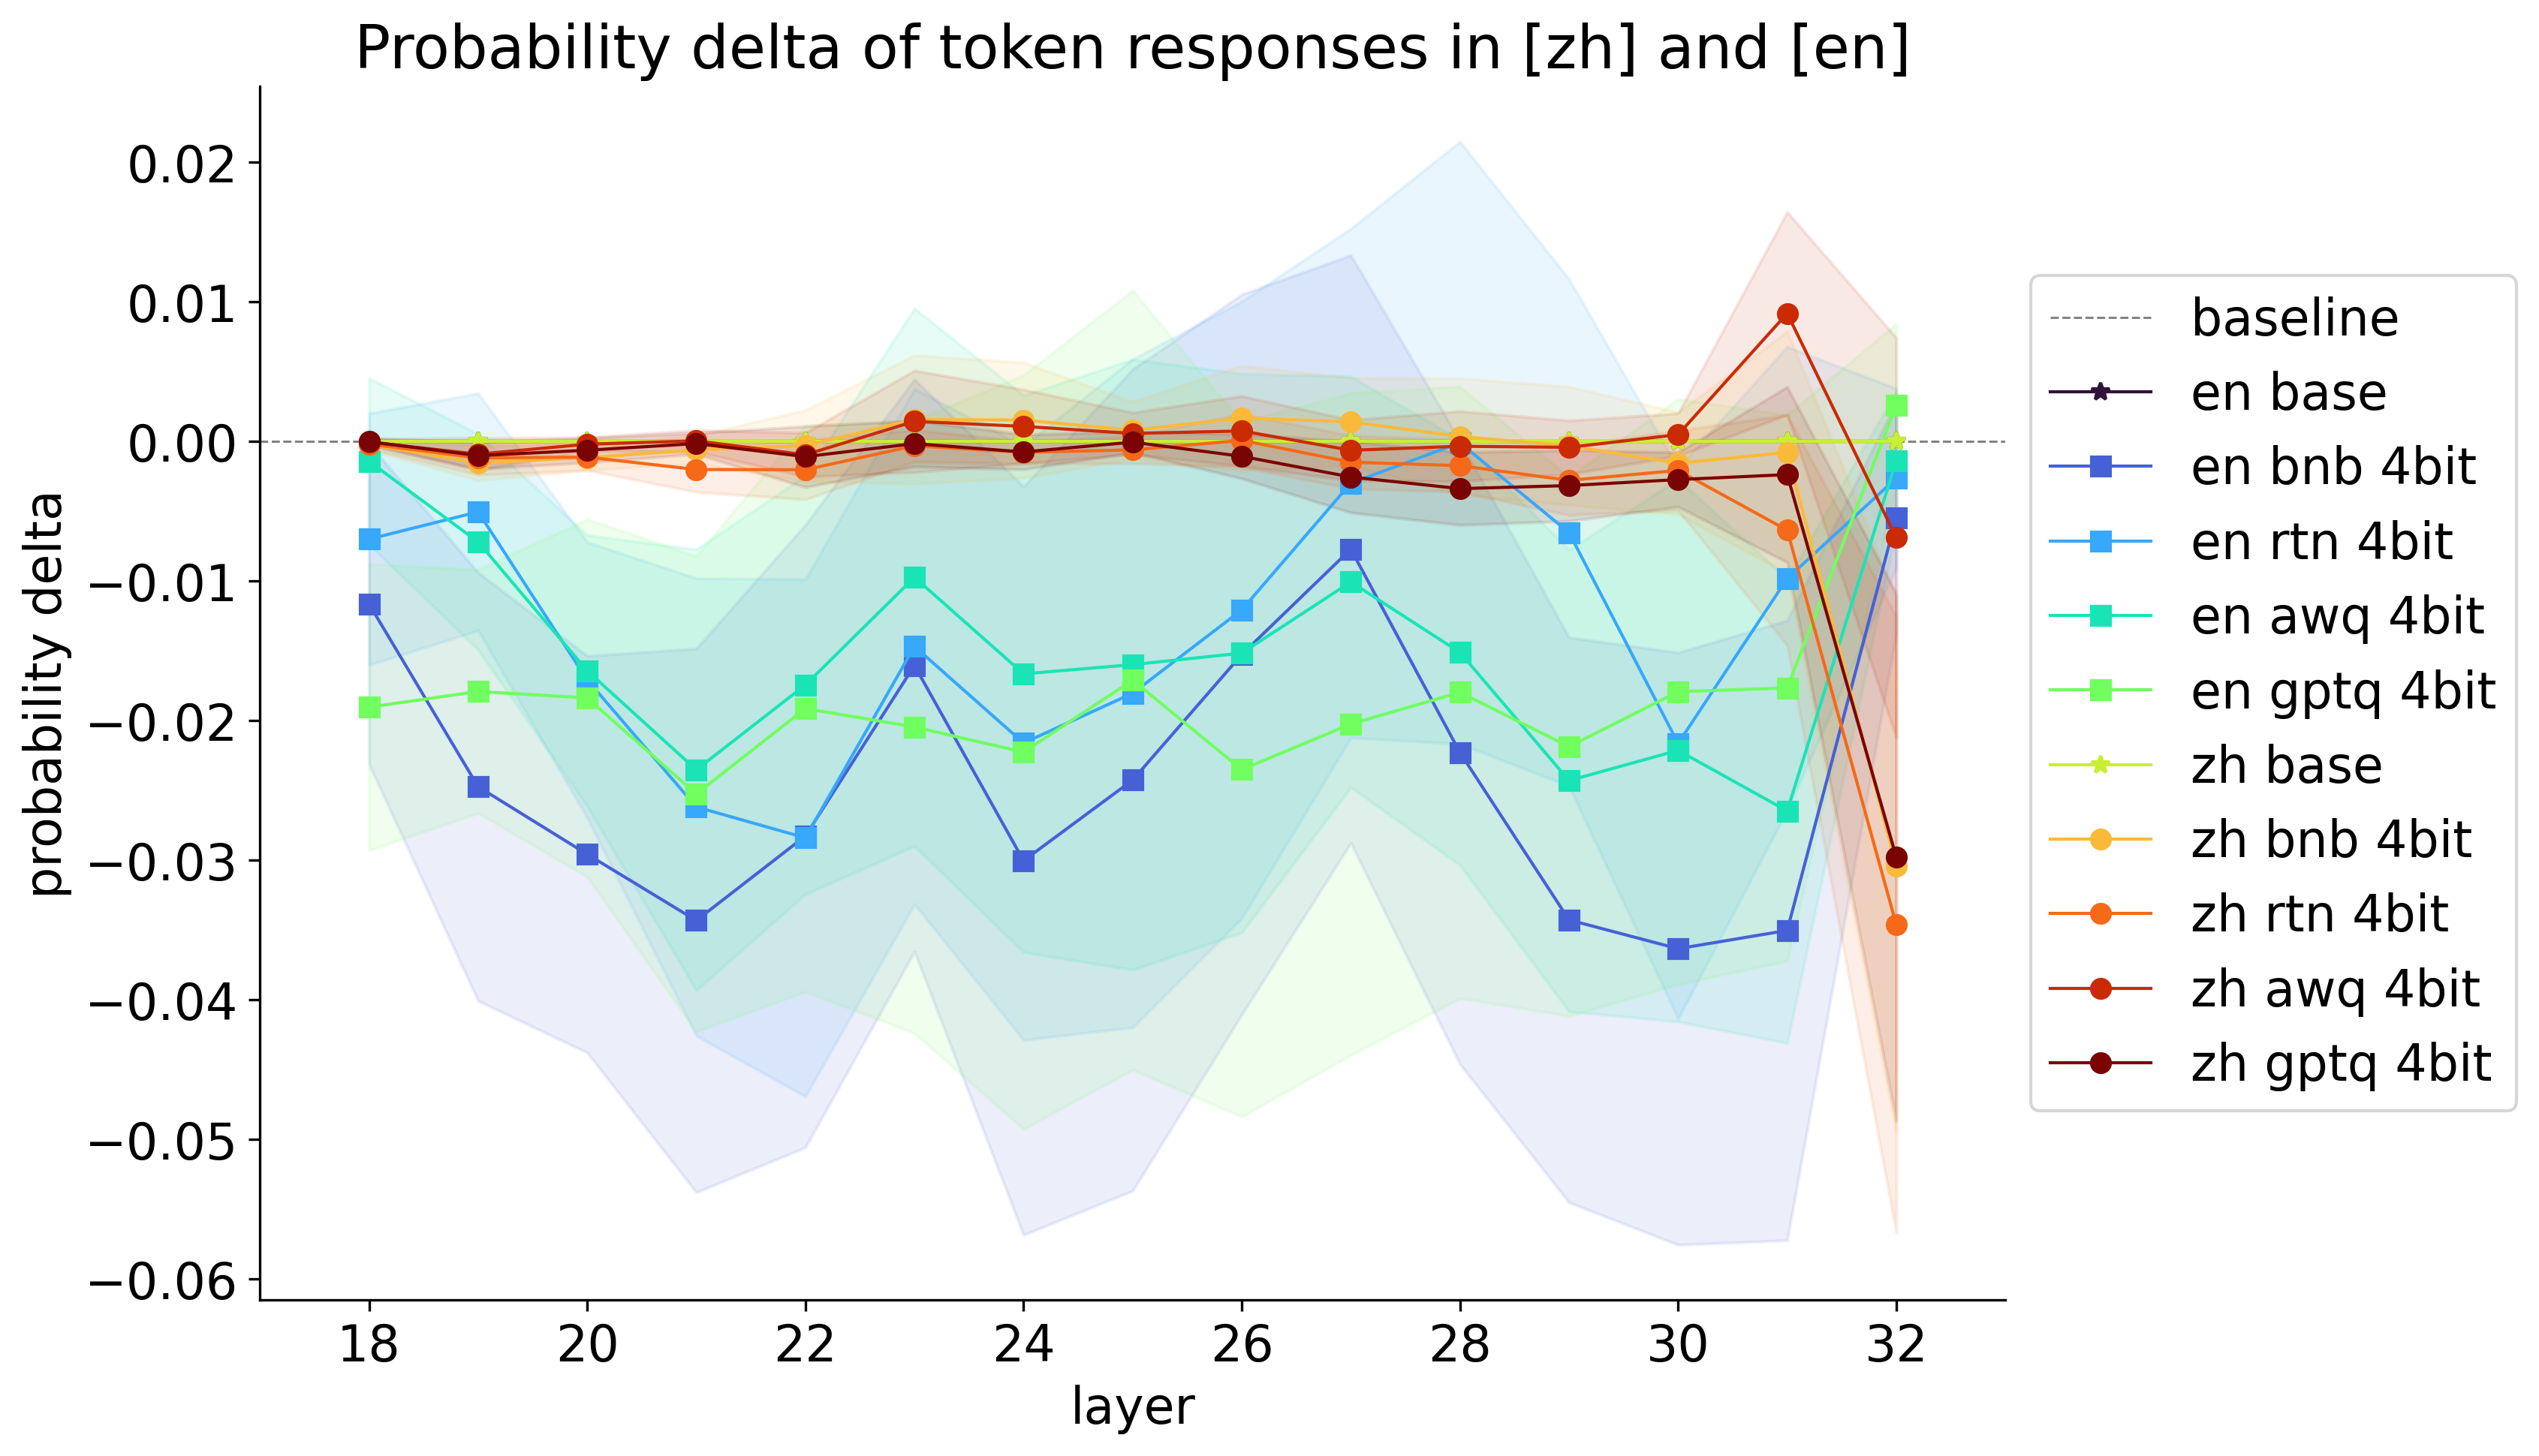 Probability delta of token responses in [zh] and [en]
probability delta
0.02
0.01
0.00
−0.01
−0.02
−0.03
−0.04
−0.05
−0.06
18 20 22 24 26 28 30 32
layer
baseline
en base
en bnb 4bit
en rtn 4bit
en awq 4bit
en gptq 4bit
zh base
zh bnb 4bit
zh rtn 4bit
zh awq 4bit
zh gptq 4bit